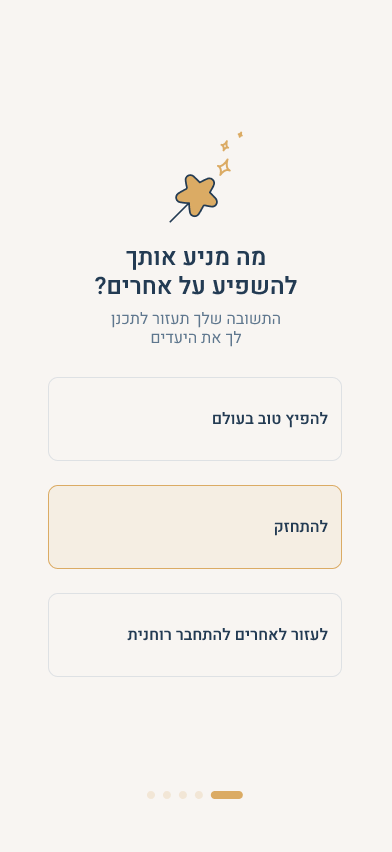 מה מניע אותך
להשפיע על אחרים?
התשובה שלך תעזור לתכנן
לך את היעדים
להפיץ טוב בעולם
להתחזק
לעזור לאחרים להתחבר רוחנית